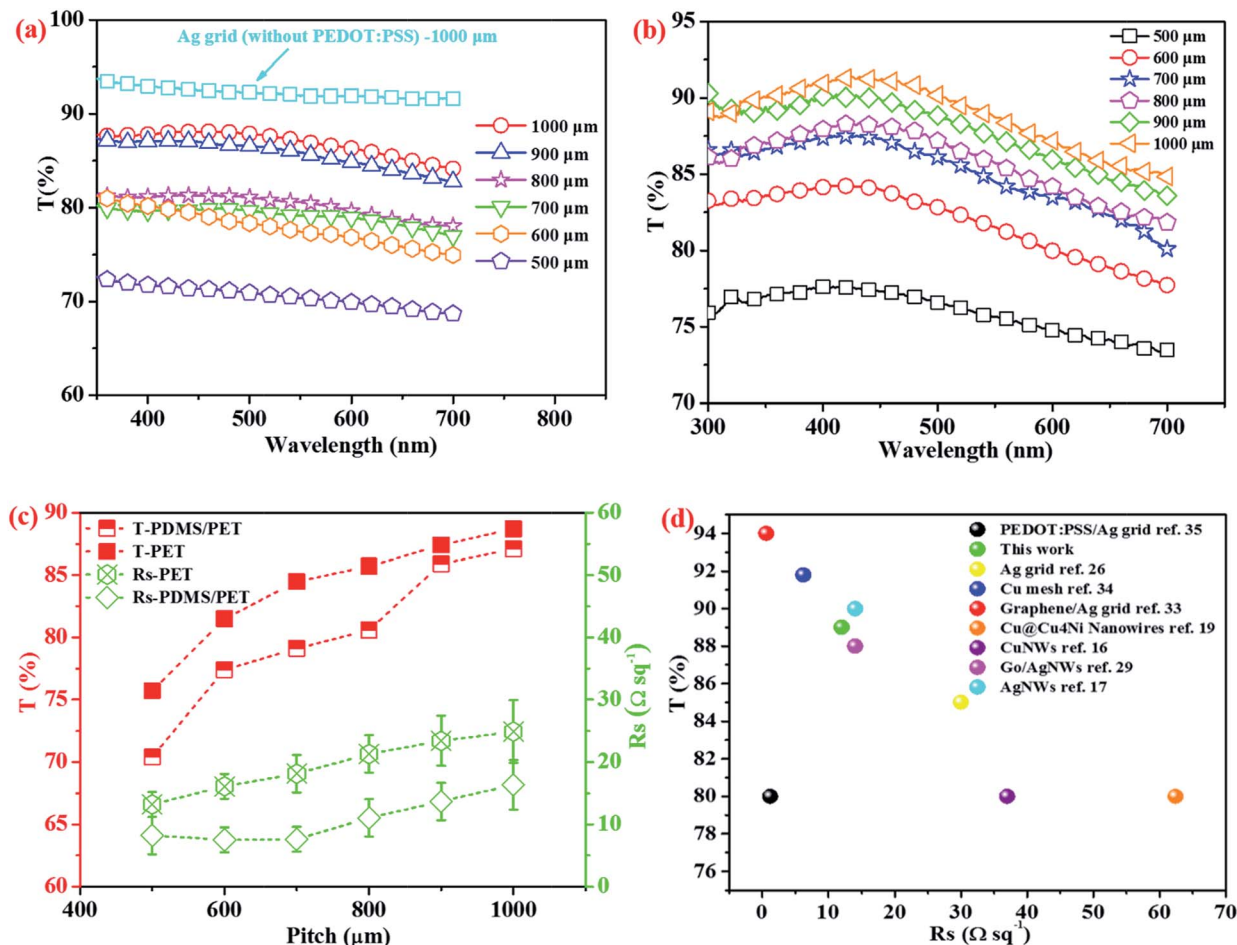 (a)
Ag grid (without PEDOT:PSS) -1000 μm
1000 μm
900 μm
800 μm
700 μm
600 μm
500 μm
100
90
80
70
60
T(%)
400
500
600
700
800
Wavelength (nm)
(b)
500 μm
600 μm
700 μm
800 μm
900 μm
1000 μm
95
90
85
80
75
70
T (%)
300
400
500
600
700
Wavelength (nm)
(c)
T-PDMS/PET
T-PET
Rs-PET
Rs-PDMS/PET
90
85
80
75
70
65
60
T (%)
60
50
40
30
20
10
0
Rs (Ω sq⁻¹)
400
600
800
1000
Pitch (μm)
(d)
PEDOT:PSS/Ag grid ref. 35
This work
Ag grid ref. 26
Cu mesh ref. 34
Graphene/Ag grid ref. 33
Cu@Cu4Ni Nanowires ref. 19
CuNWs ref. 16
Go/AgNWs ref. 29
AgNWs ref. 17
94
92
90
88
86
84
82
80
78
76
T (%)
0
10
20
30
40
50
60
70
Rs (Ω sq⁻¹)